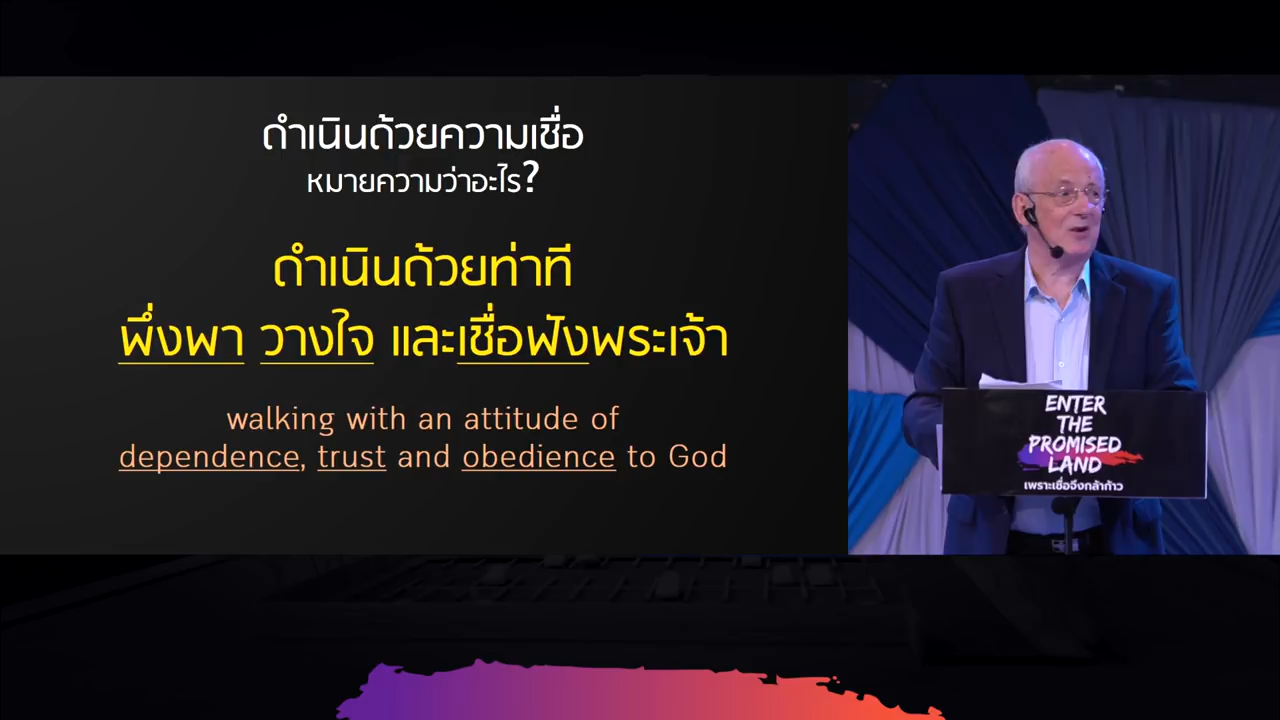 ดำเนินด้วยความเชื่อ
หมายความว่าอะไร?
ดำเนินด้วยท่าที
พึ่งพา วางใจ และเชื่อฟังพระเจ้า
walking with an attitude of
dependence, trust and obedience to God
ENTER
THE
PROMISED
LAND
เพราะเชื่อจึงกล้าก้าว